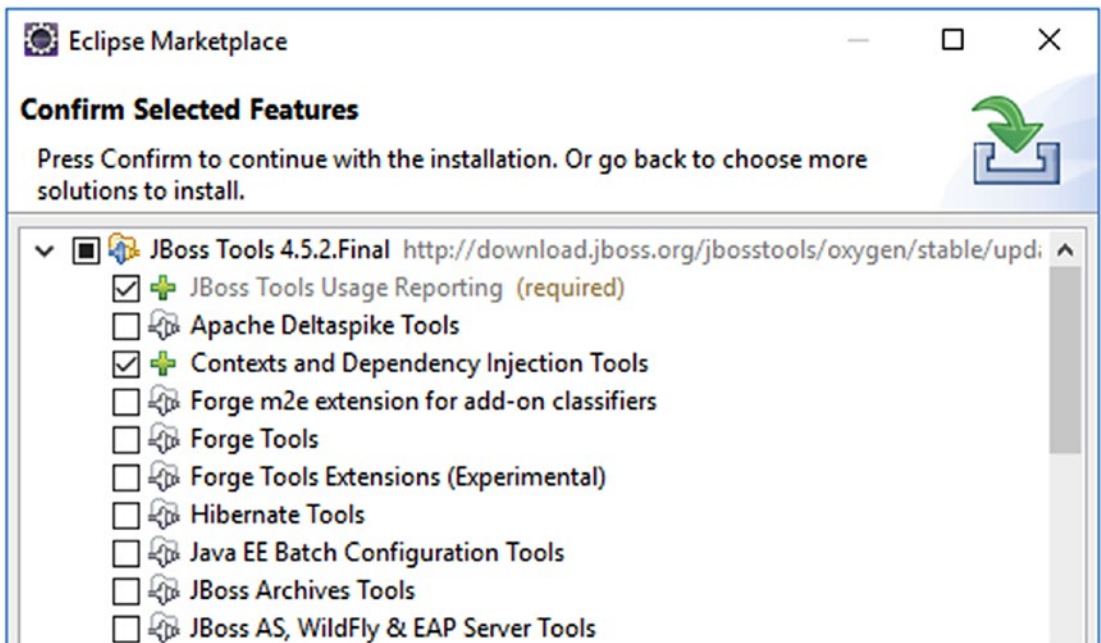 Eclipse Marketplace
Confirm Selected Features
Press Confirm to continue with the installation. Or go back to choose more
solutions to install.
JBoss Tools 4.5.2.Final http://download.jboss.org/jbosstools/oxygen/stable/upd
JBoss Tools Usage Reporting (required)
Apache Deltaspike Tools
Contexts and Dependency Injection Tools
Forge m2e extension for add-on classifiers
Forge Tools
Forge Tools Extensions (Experimental)
Hibernate Tools
Java EE Batch Configuration Tools
JBoss Archives Tools
JBoss AS, WildFly & EAP Server Tools